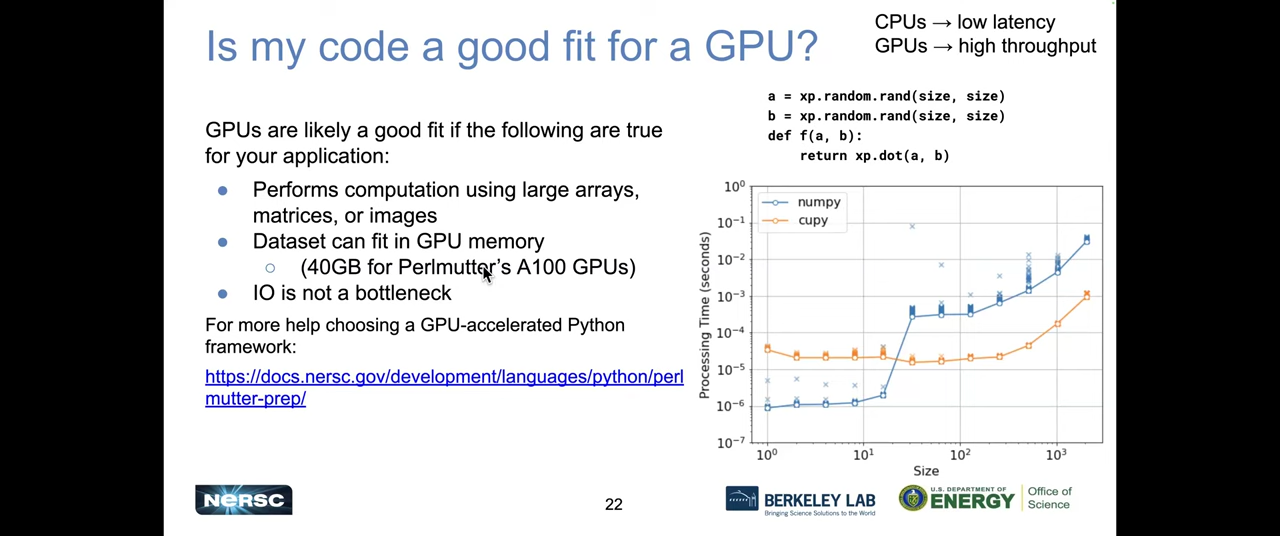 Is my code a good fit for a GPU?
CPUs → low latency
GPUs → high throughput
GPUs are likely a good fit if the following are true
for your application:
● Performs computation using large arrays,
matrices, or images
● Dataset can fit in GPU memory
○ (40GB for Perlmutter's A100 GPUs)
● IO is not a bottleneck
For more help choosing a GPU-accelerated Python
framework:
https://docs.nersc.gov/development/languages/python/perl
mutter-prep/
a = xp.random.rand(size, size)
b = xp.random.rand(size, size)
def f(a, b):
    return xp.dot(a, b)
numpy
cupy
Processing Time (seconds)
10⁰
10⁻¹
10⁻²
10⁻³
10⁻⁴
10⁻⁵
10⁻⁶
10⁻⁷
10⁰ 10¹ 10² 10³
Size
NERSC
22
BERKELEY LAB
Bringing Science Solutions to the World
U.S. DEPARTMENT OF
ENERGY
Office of
Science